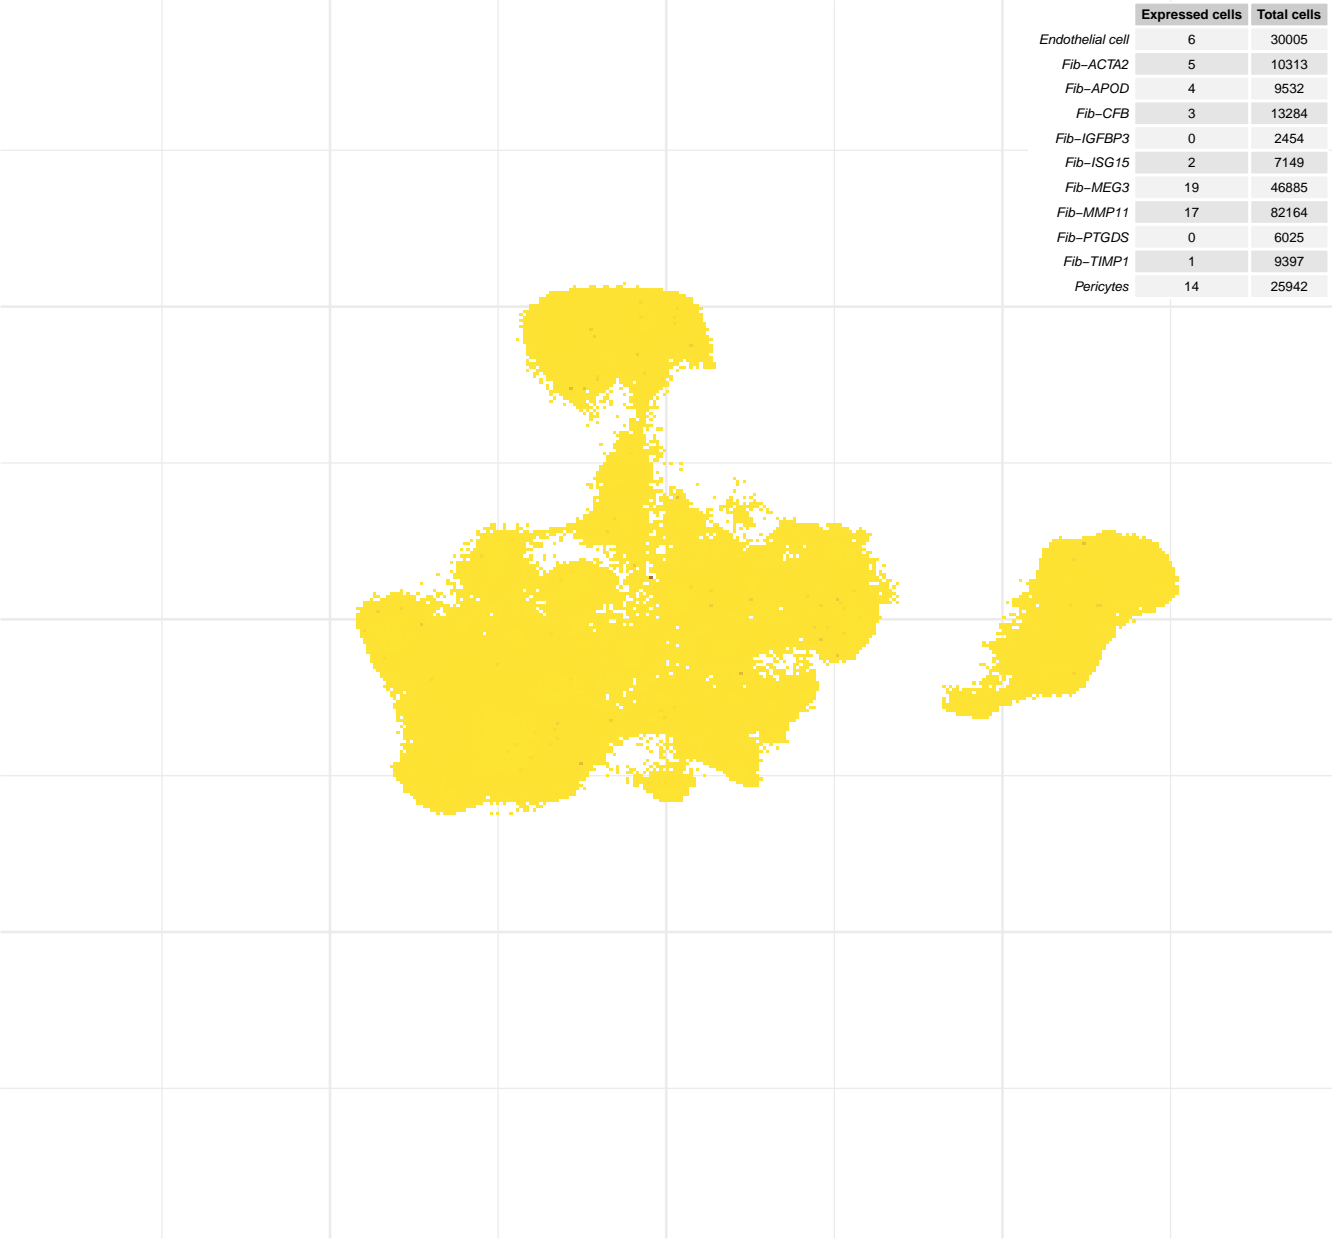 Expressed cells Total cells
Endothelial cell 6 30005
Fib−ACTA2 5 10313
Fib−APOD 4 9532
Fib−CFB 3 13284
Fib−IGFBP3 0 2454
Fib−ISG15 2 7149
Fib−MEG3 19 46885
Fib−MMP11 17 82164
Fib−PTGDS 0 6025
Fib−TIMP1 1 9397
Pericytes 14 25942